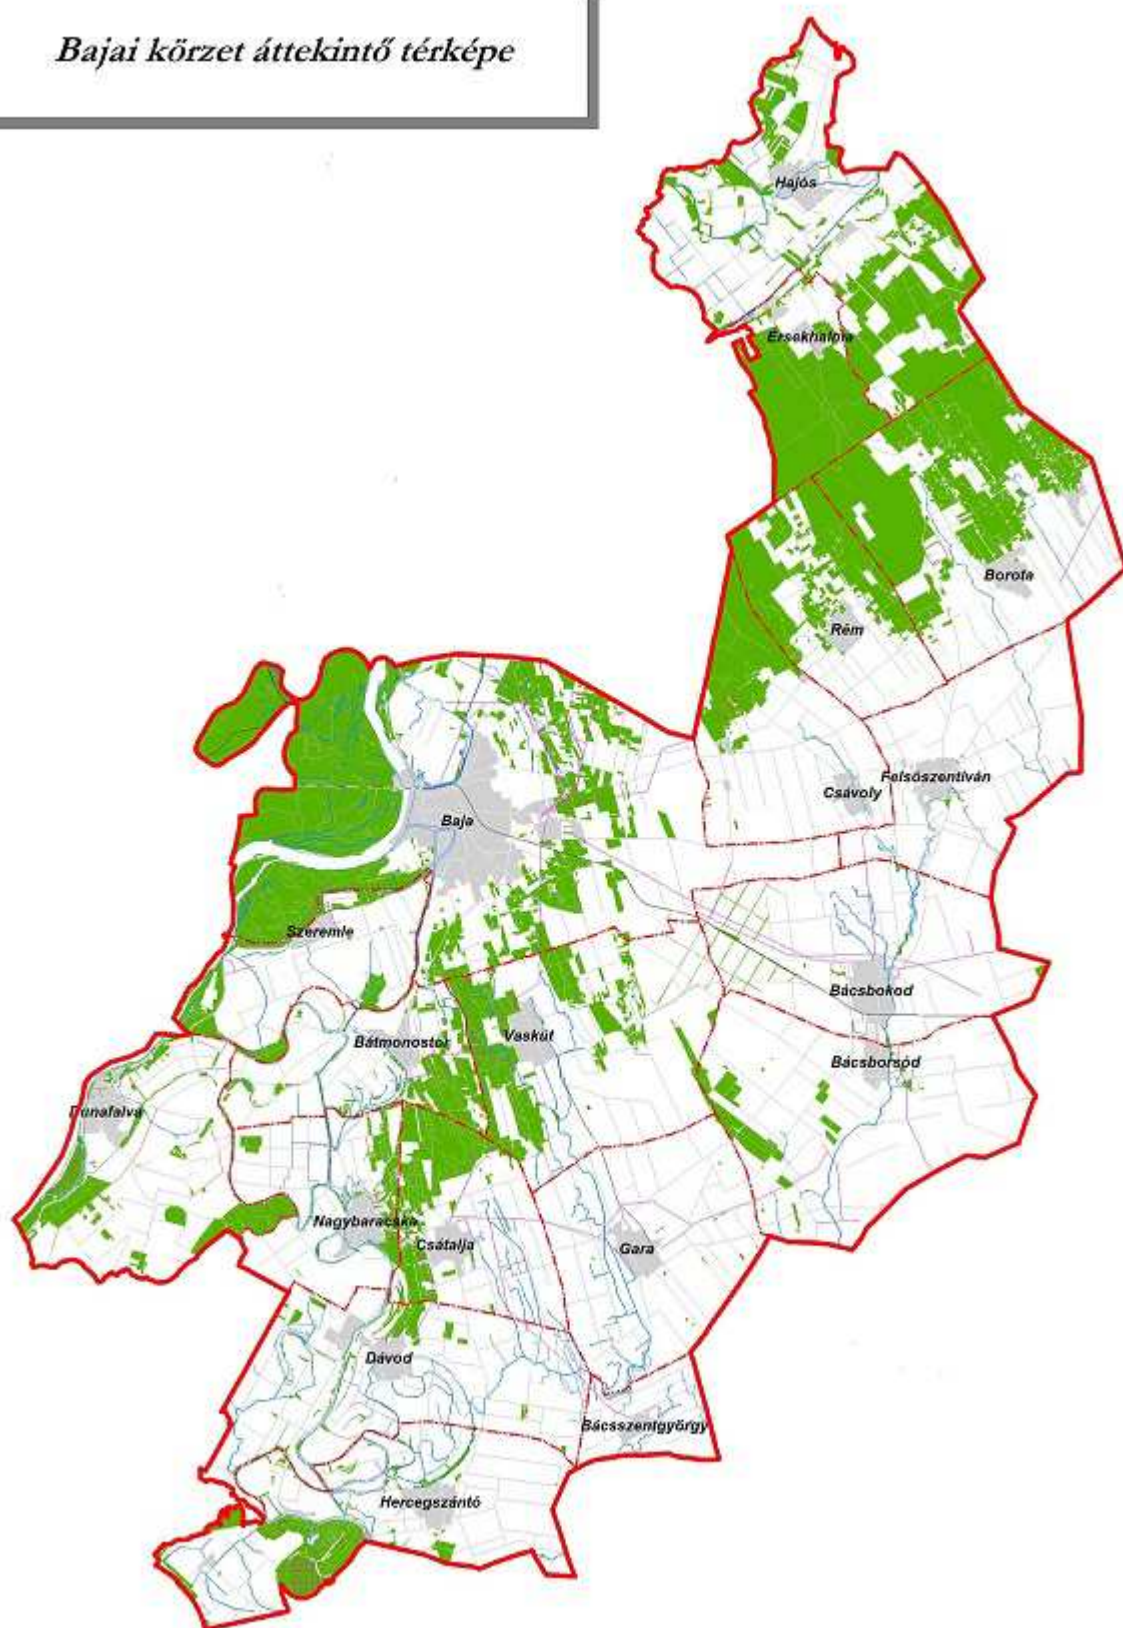 Bajai körzet áttekintő térképe
Hajós
Érsekhalma
Borota
Rém
Felsőszentiván
Csávoly
Baja
Szeremle
Bácsbokod
Vaskút
Bátmonostor
Bácsborsód
Dunafalva
Nagybaracska
Csátalja
Gara
Dávod
Bácsszentgyörgy
Hercegszántó